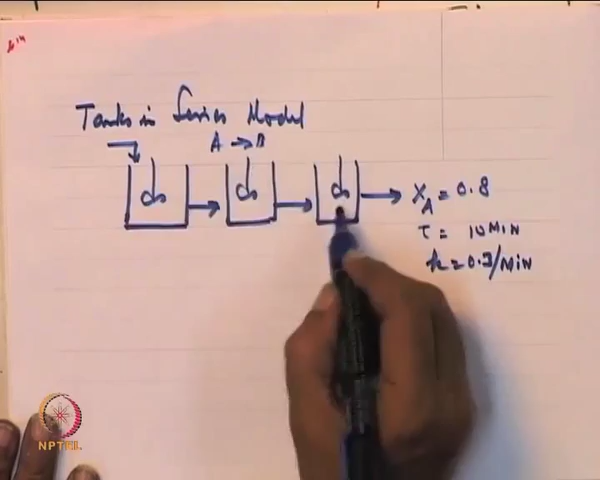 Tanks in Series Model
A → B
X_A = 0.8
τ = 10 MIN
k = 0.3/MIN
NPTEL